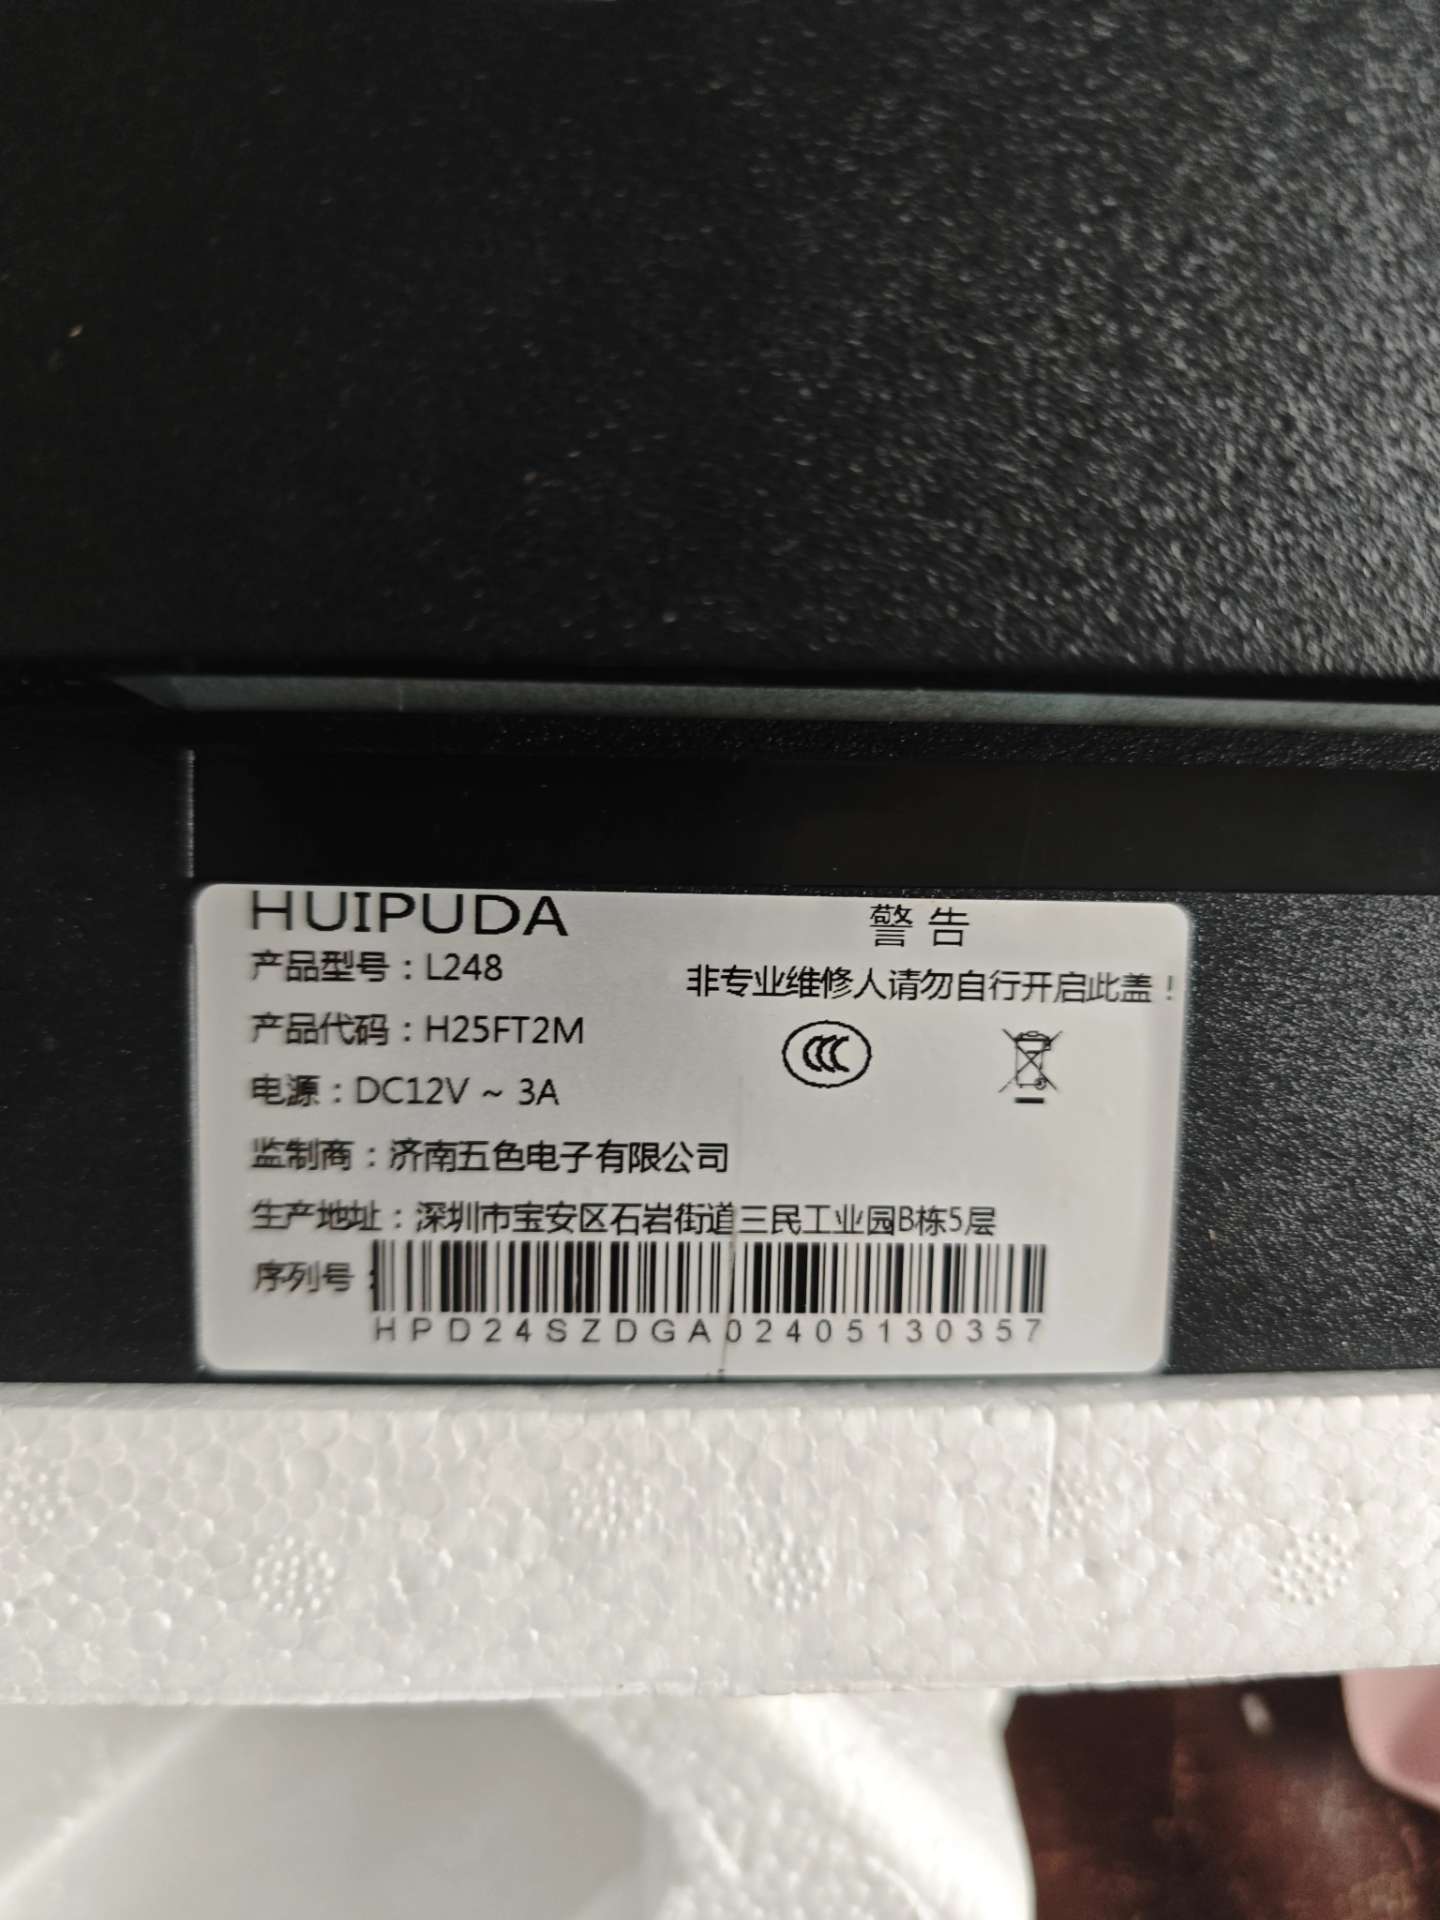 HUIPUDA
产品型号：L248
产品代码：H25FT2M
电源：DC12V ~ 3A
监制商：济南五色电子有限公司
生产地址：深圳市宝安区石岩街道三民工业园B栋5层
序列号：
HPD24SZDGA02405130357
警告
非专业维修人请勿自行开启此盖！
CCC